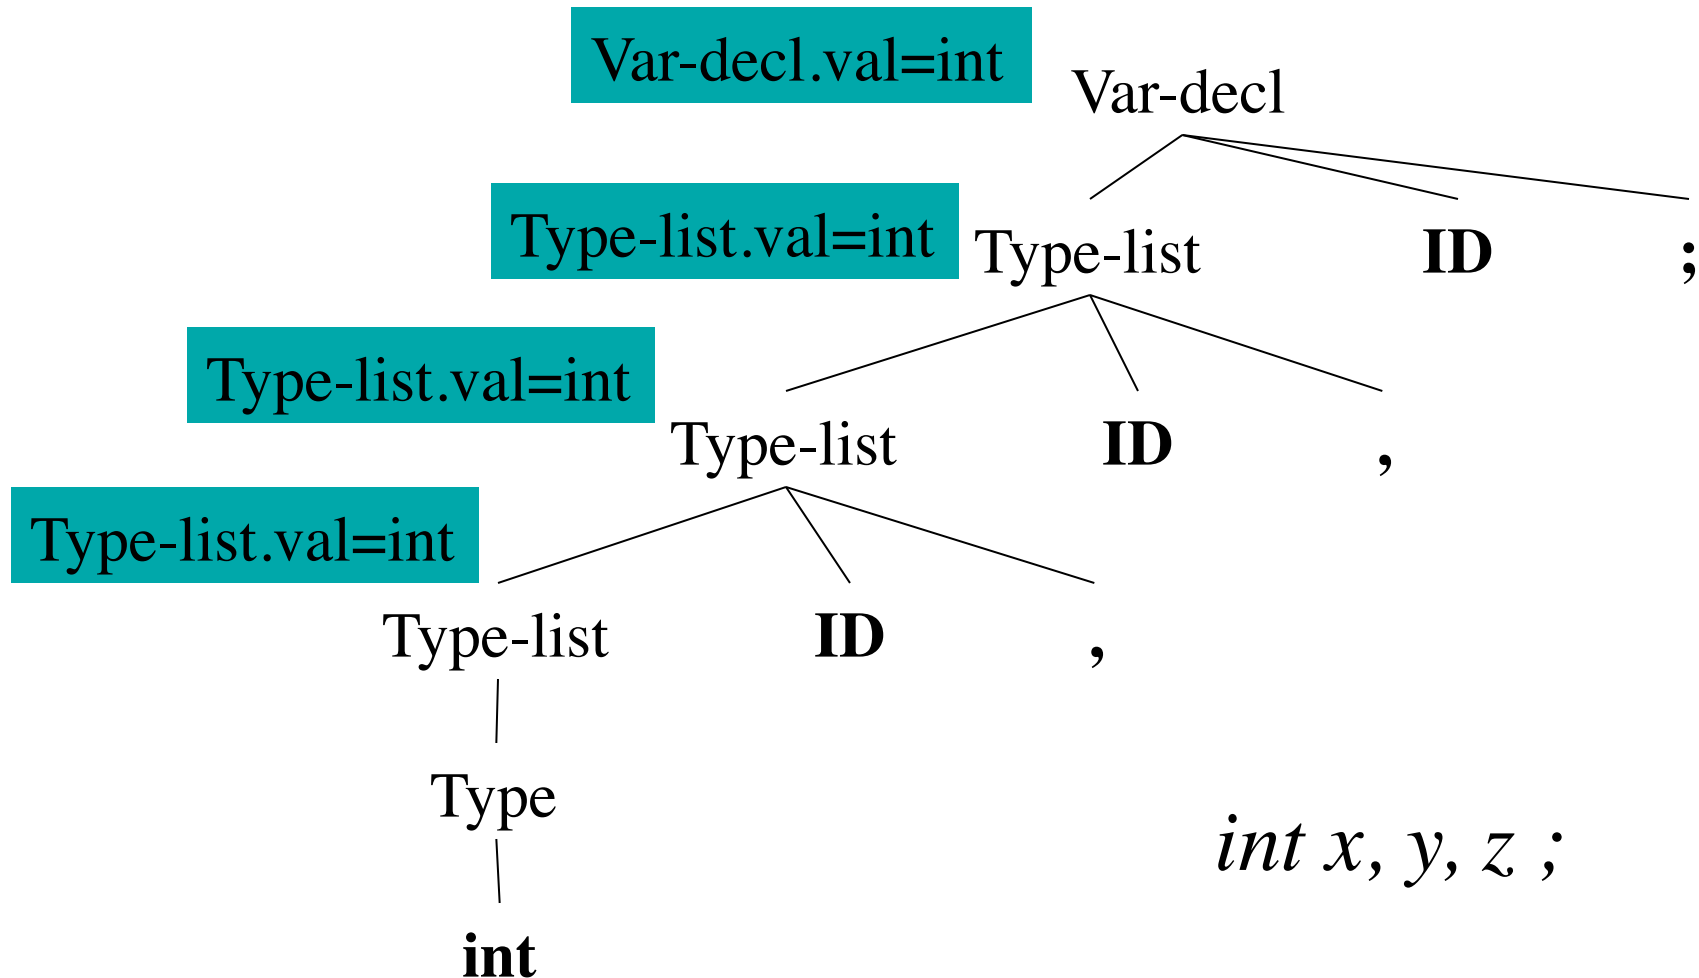 Var-decl.val=int
Var-decl
Type-list.val=int
Type-list ID ;
Type-list.val=int
Type-list ID ,
Type-list.val=int
Type-list ID ,
Type
int x, y, z ;
int